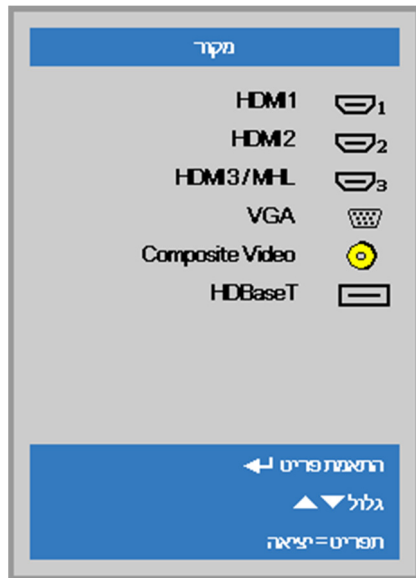 מקור
HDMI1
HDMI2
HDMI3/MHL
VGA
Composite Video
HDBaseT
התאמת פריט
גלול
תפריט=יציאה